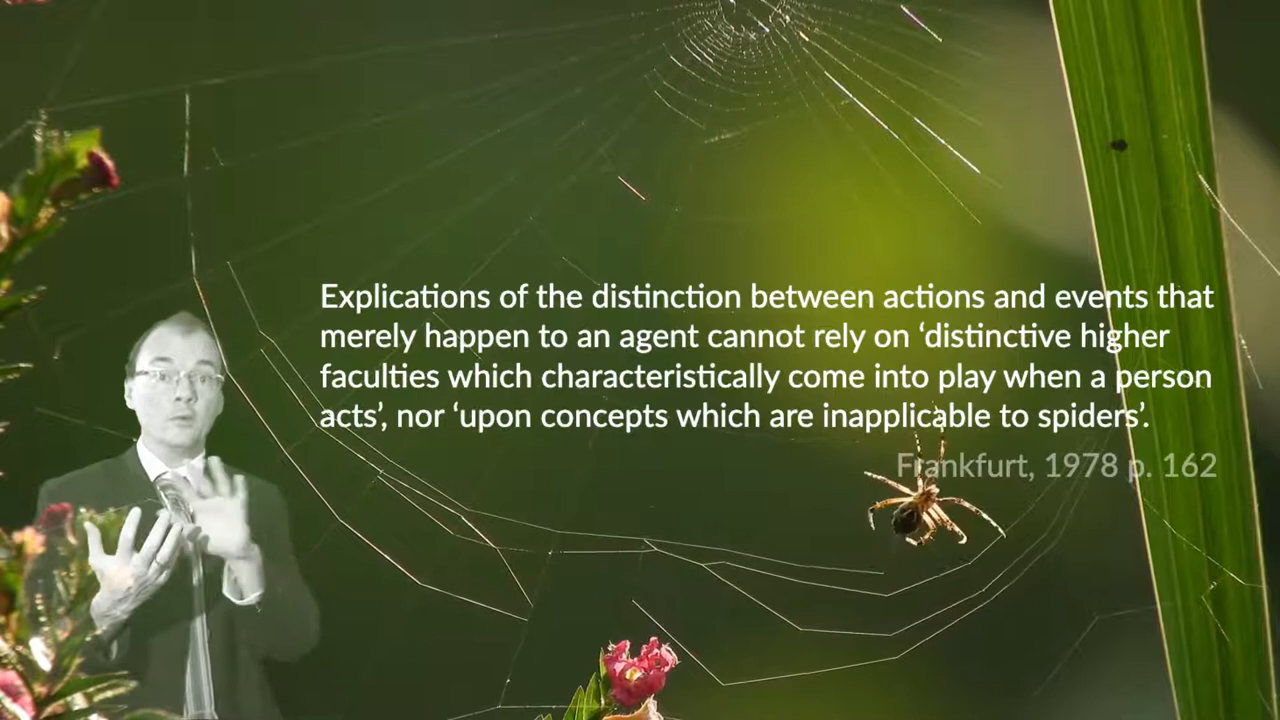 Explications of the distinction between actions and events that
merely happen to an agent cannot rely on ‘distinctive higher
faculties which characteristically come into play when a person
acts’, nor ‘upon concepts which are inapplicable to spiders’.
Frankfurt, 1978 p. 162